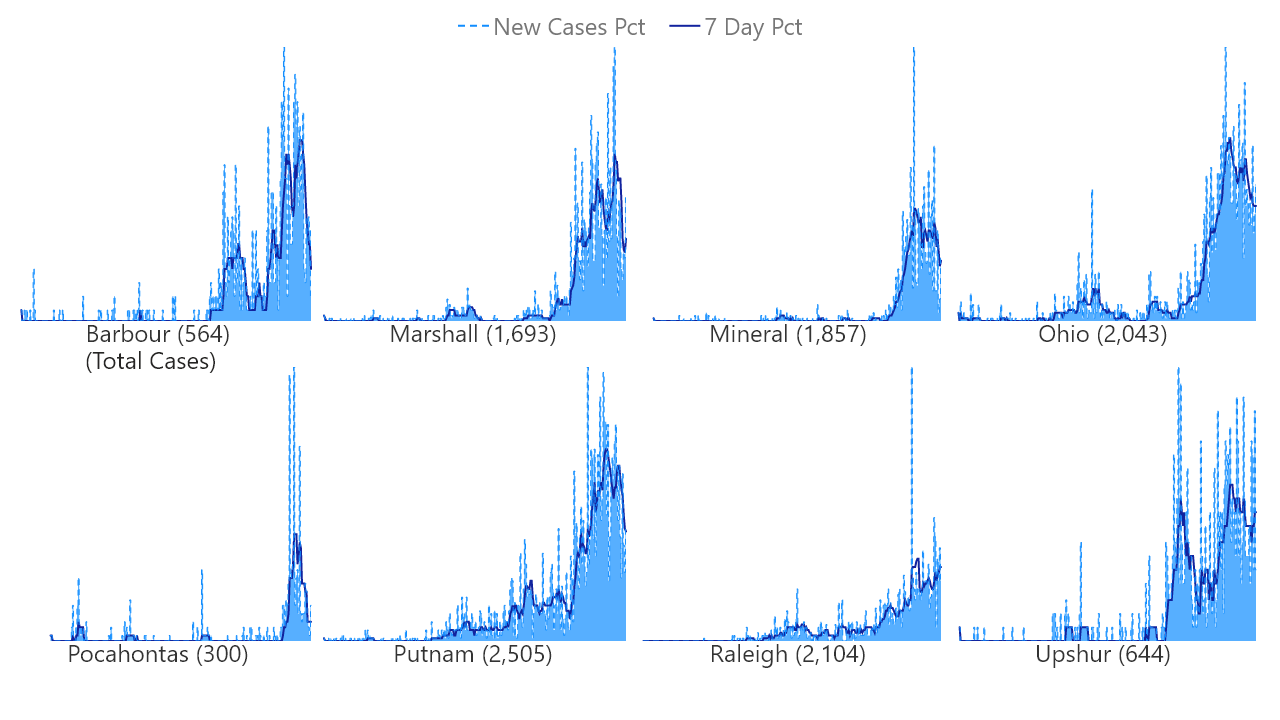 New Cases Pct 7 Day Pct
Barbour (564) Marshall (1,693) Mineral (1,857) Ohio (2,043)
(Total Cases)
Pocahontas (300) Putnam (2,505) Raleigh (2,104) Upshur (644)